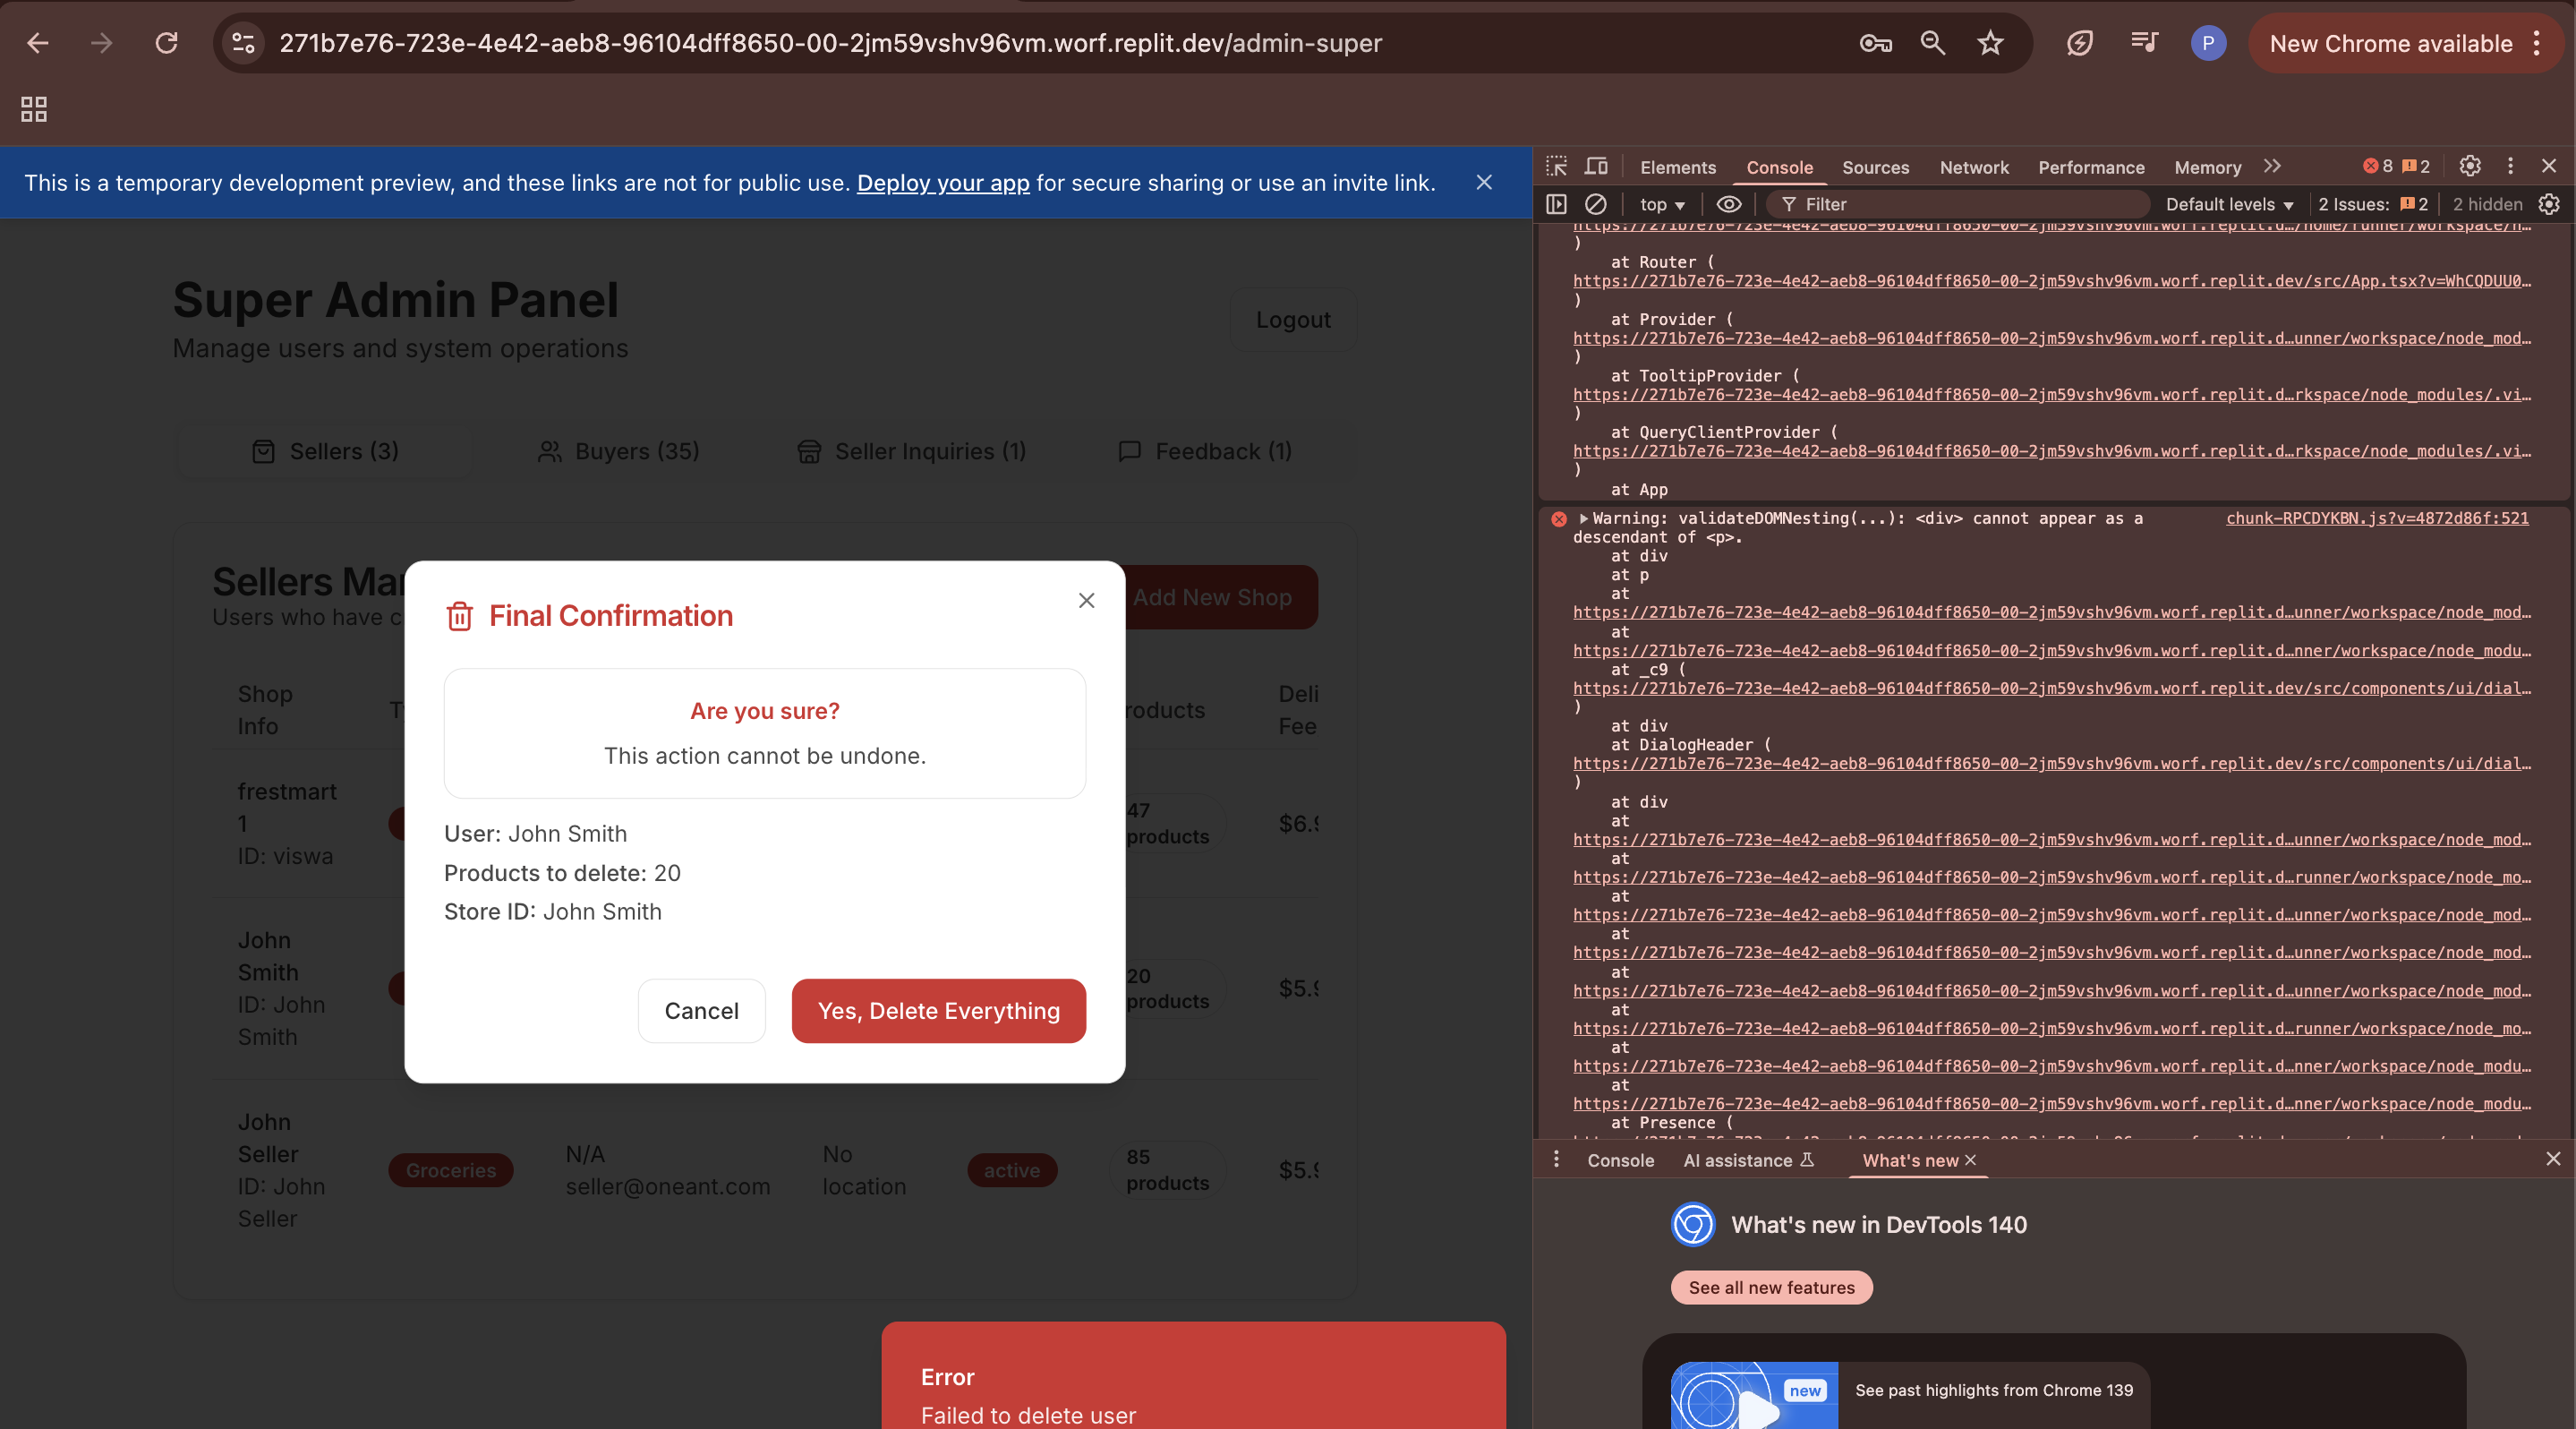 271b7e76-723e-4e42-aeb8-96104dff8650-00-2jm59vshv96vm.worf.replit.dev/admin-super
P
New Chrome available
This is a temporary development preview, and these links are not for public use. Deploy your app for secure sharing or use an invite link.
Super Admin Panel
Manage users and system operations
Logout
Sellers (3)
Buyers (35)
Seller Inquiries (1)
Feedback (1)
Sellers Ma
Users who have c
Add New Shop
Shop
Info
roducts
Deli
Fee
frestmart
1
ID: viswa
47
products
$6.9
John
Smith
ID: John
Smith
20
products
$5.9
John
Seller
ID: John
Seller
Groceries
N/A
seller@oneant.com
No
location
active
85
products
$5.9
Final Confirmation
Are you sure?
This action cannot be undone.
User: John Smith
Products to delete: 20
Store ID: John Smith
Cancel
Yes, Delete Everything
Error
Failed to delete user
Elements
Console
Sources
Network
Performance
Memory
8
2
top
Filter
Default levels
2 Issues:
2
2 hidden
)
at Router (
https://271b7e76-723e-4e42-aeb8-96104dff8650-00-2jm59vshv96vm.worf.replit.dev/src/App.tsx?v=WhCQDUU0…
)
at Provider (
https://271b7e76-723e-4e42-aeb8-96104dff8650-00-2jm59vshv96vm.worf.replit.d…unner/workspace/node_mod…
)
at TooltipProvider (
https://271b7e76-723e-4e42-aeb8-96104dff8650-00-2jm59vshv96vm.worf.replit.d…rkspace/node_modules/.vi…
)
at QueryClientProvider (
https://271b7e76-723e-4e42-aeb8-96104dff8650-00-2jm59vshv96vm.worf.replit.d…rkspace/node_modules/.vi…
)
at App
Warning: validateDOMNesting(...): <div> cannot appear as a
chunk-RPCDYKBN.js?v=4872d86f:521
descendant of <p>.
at div
at p
at
https://271b7e76-723e-4e42-aeb8-96104dff8650-00-2jm59vshv96vm.worf.replit.d…unner/workspace/node_mod…
at
https://271b7e76-723e-4e42-aeb8-96104dff8650-00-2jm59vshv96vm.worf.replit.d…nner/workspace/node_modu…
at _c9 (
https://271b7e76-723e-4e42-aeb8-96104dff8650-00-2jm59vshv96vm.worf.replit.dev/src/components/ui/dial…
)
at div
at DialogHeader (
https://271b7e76-723e-4e42-aeb8-96104dff8650-00-2jm59vshv96vm.worf.replit.dev/src/components/ui/dial…
)
at div
at
https://271b7e76-723e-4e42-aeb8-96104dff8650-00-2jm59vshv96vm.worf.replit.d…unner/workspace/node_mod…
at
https://271b7e76-723e-4e42-aeb8-96104dff8650-00-2jm59vshv96vm.worf.replit.d…runner/workspace/node_mo…
at
https://271b7e76-723e-4e42-aeb8-96104dff8650-00-2jm59vshv96vm.worf.replit.d…unner/workspace/node_mod…
at
https://271b7e76-723e-4e42-aeb8-96104dff8650-00-2jm59vshv96vm.worf.replit.d…unner/workspace/node_mod…
at
https://271b7e76-723e-4e42-aeb8-96104dff8650-00-2jm59vshv96vm.worf.replit.d…unner/workspace/node_mod…
at
https://271b7e76-723e-4e42-aeb8-96104dff8650-00-2jm59vshv96vm.worf.replit.d…runner/workspace/node_mo…
at
https://271b7e76-723e-4e42-aeb8-96104dff8650-00-2jm59vshv96vm.worf.replit.d…nner/workspace/node_modu…
at
https://271b7e76-723e-4e42-aeb8-96104dff8650-00-2jm59vshv96vm.worf.replit.d…nner/workspace/node_modu…
at Presence (
Console
AI assistance
What's new
What's new in DevTools 140
See all new features
new
See past highlights from Chrome 139